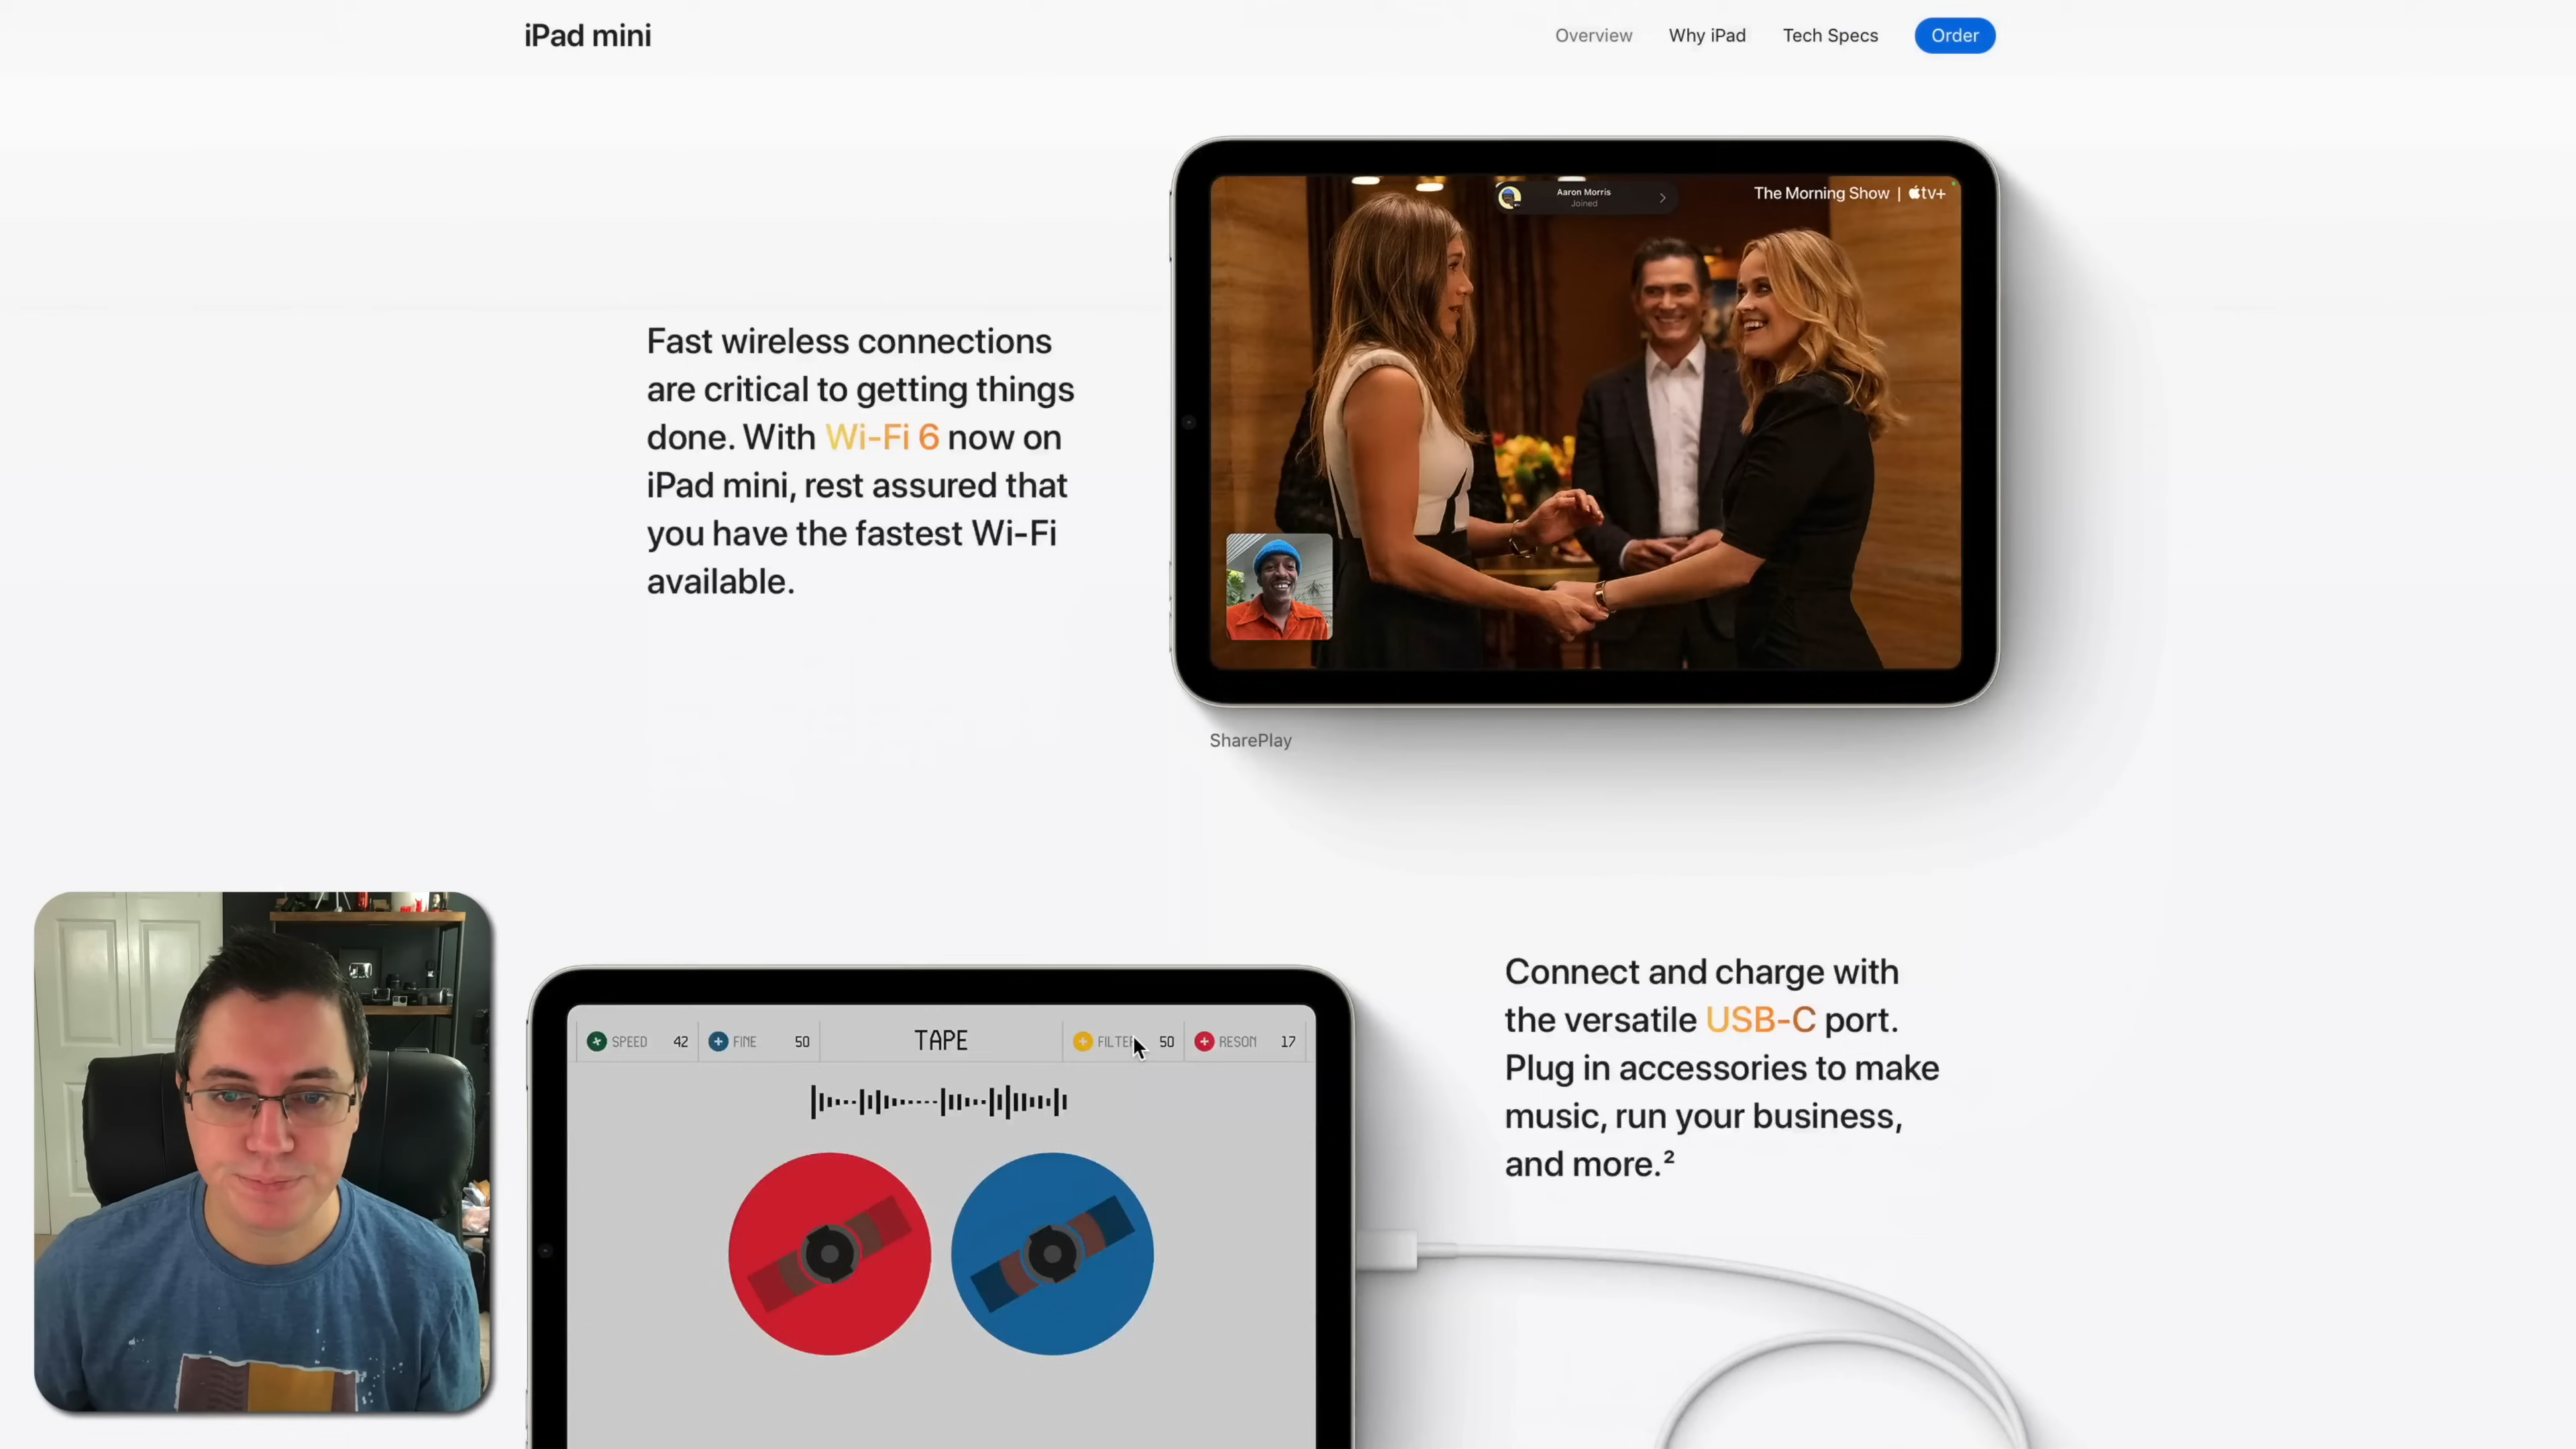 iPad mini
Overview
Why iPad
Tech Specs
Order
Aaron Morris
Joined
The Morning Show | tv+
Fast wireless connections
are critical to getting things
done. With Wi-Fi 6 now on
iPad mini, rest assured that
you have the fastest Wi-Fi
available.
SharePlay
SPEED 42
FINE 50
TAPE
FILTER 50
RESON 17
Connect and charge with
the versatile USB-C port.
Plug in accessories to make
music, run your business,
and more.²